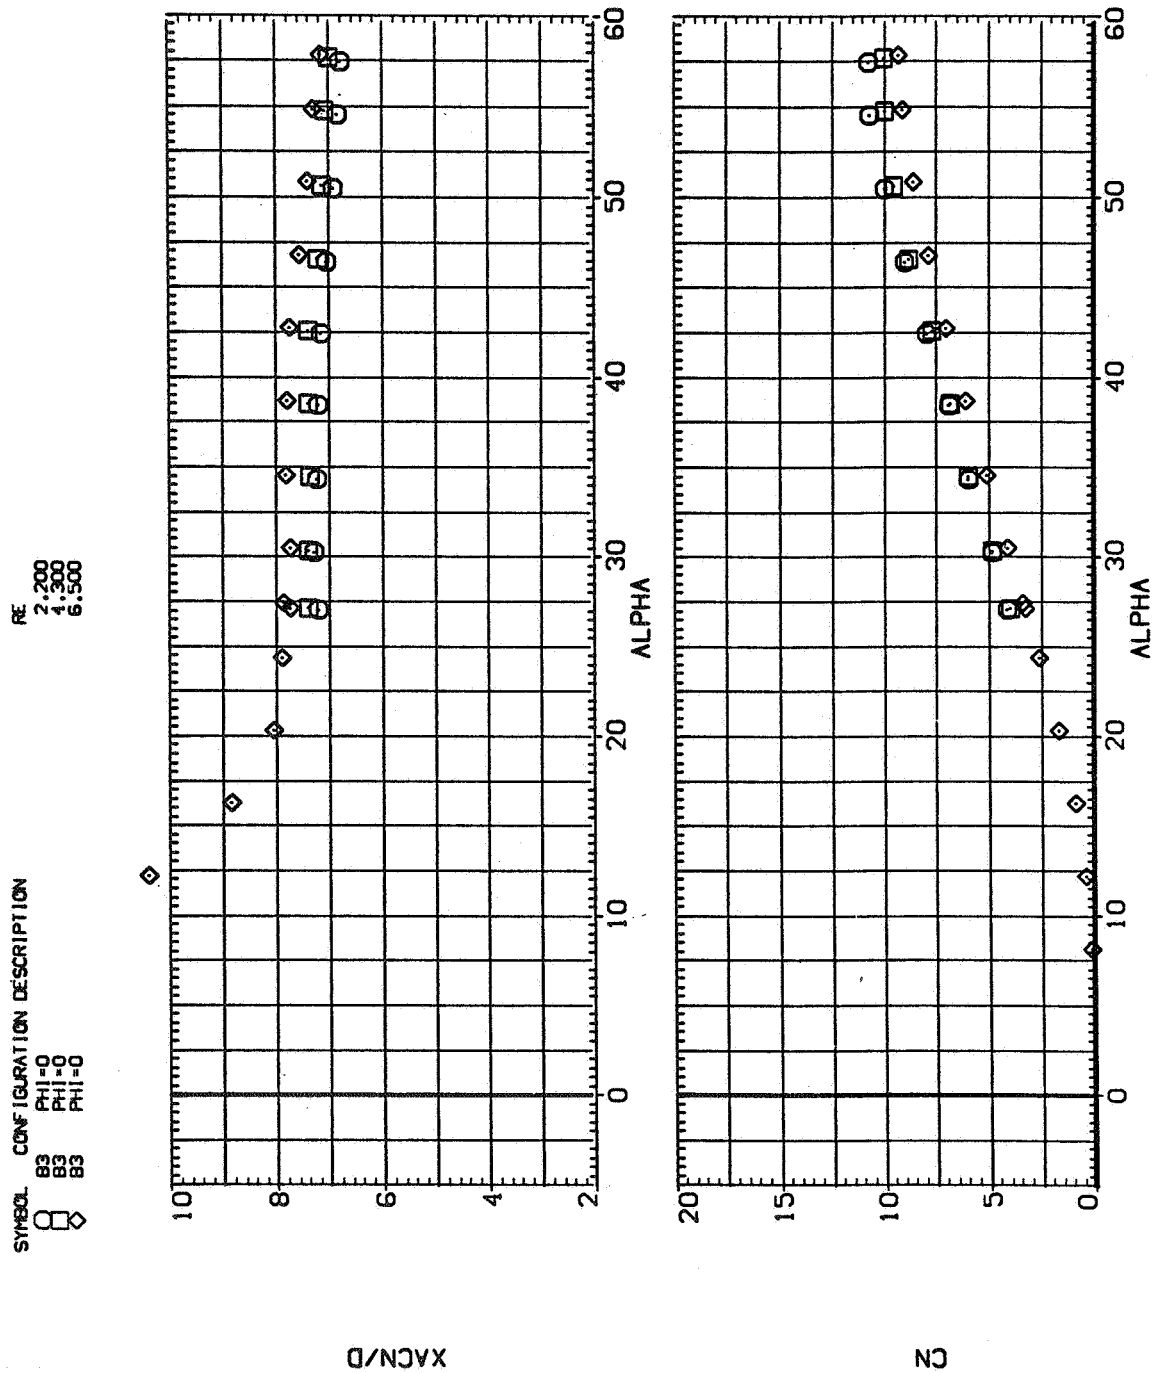 SYMBOL CONFIGURATION DESCRIPTION RE
B3 PHI=0 2.200
B3 PHI=0 4.300
B3 PHI=0 6.500
XACN/D
10
8
6
4
2
0 10 20 30 40 50 60
ALPHA
CN
20
15
10
5
0
0 10 20 30 40 50 60
ALPHA